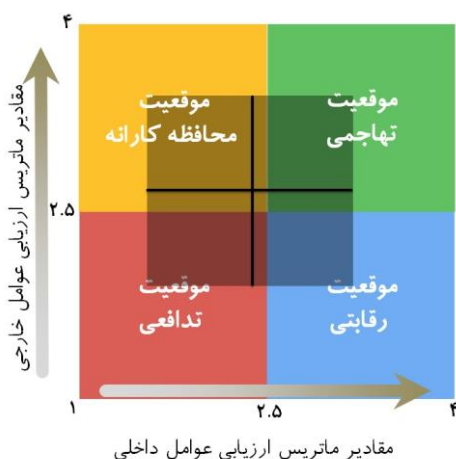 ۴
موقعیت
محافظه کارانه
موقعیت
تهاجمی
مقادیر ماتریس ارزیابی عوامل خارجی
۲.۵
موقعیت
تدافعی
موقعیت
رقابتی
۱
۲.۵
۴
مقادیر ماتریس ارزیابی عوامل داخلی